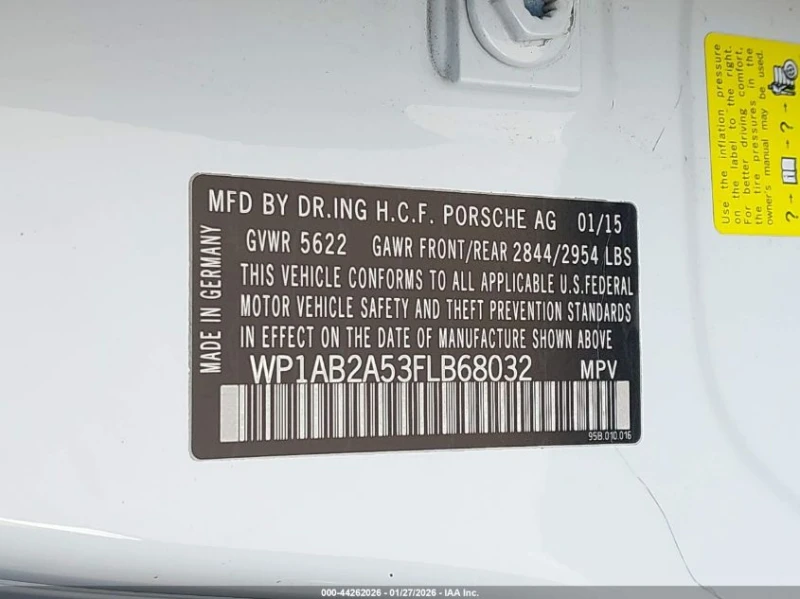 MFD BY DR.ING H.C.F. PORSCHE AG 01/15
GVWR 5622 GAWR FRONT/REAR 2844/2954 LBS
THIS VEHICLE CONFORMS TO ALL APPLICABLE U.S.FEDERAL
MOTOR VEHICLE SAFETY AND THEFT PREVENTION STANDARDS
IN EFFECT ON THE DATE OF MANUFACTURE SHOWN ABOVE
WP1AB2A53FLB68032 MPV
95B.010.016
MADE IN GERMANY
Use the inflation pressure
on the label to the right.
For better driving comfort,
the tire pressures in the
owner's manual may be used.
? → → ? →
000-44262026 - 01/27/2026 - IAA Inc.